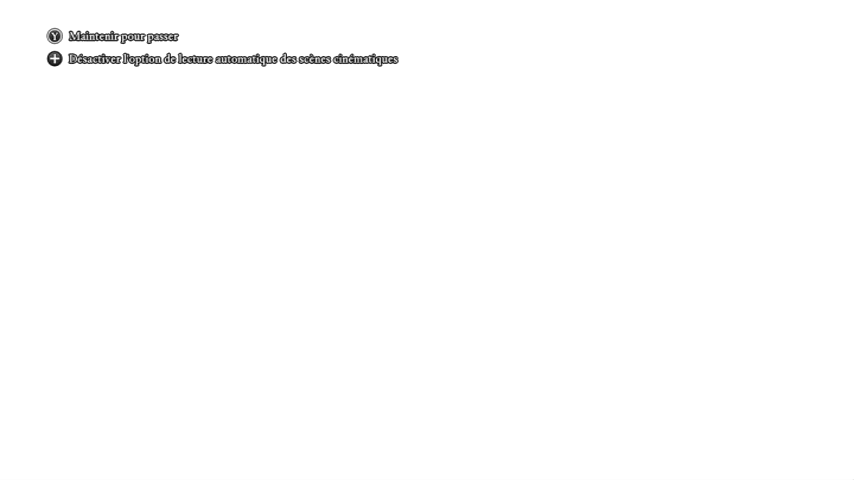 Y Maintenir pour passer
+ Désactiver l'option de lecture automatique des scènes cinématiques